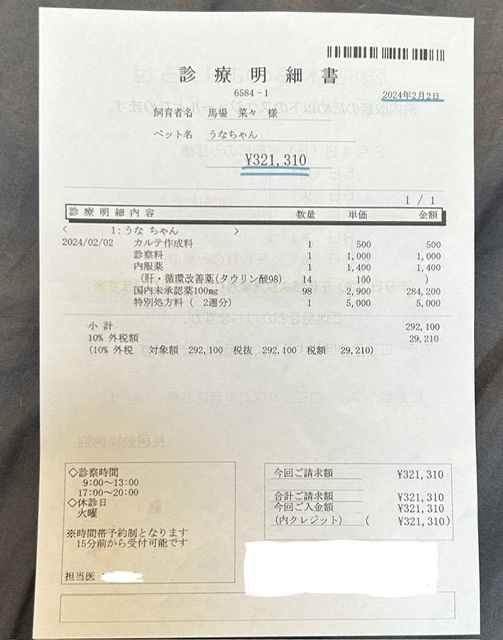 診療明細書
6584-1
2024年2月2日
飼育者名 馬場 菜々 様
ペット名 うなちゃん
¥321,310
1 / 1
診療明細内容 数量 単価 金額
< 1:うな ちゃん >
2024/02/02 カルテ作成料 1 500 500
診察料 1 1,000 1,000
内服薬 1 1,400 1,400
(肝・循環改善薬(タウリン酸98) 14 100 )
国内未承認薬100mg 98 2,900 284,200
特別処方料( 2週分) 1 5,000 5,000
小 計 292,100
10% 外税額 29,210
(10% 外税 対象額 292,100 税抜 292,100 税額 29,210)
◇診察時間
9:00～13:00
17:00～20:00
◇休診日
火曜
※時間帯予約制となります
15分前から受付可能です
担当医
今回ご請求額 ¥321,310
合計ご請求額 ¥321,310
今回ご入金額 ¥321,310
(内クレジット) ( ¥321,310)